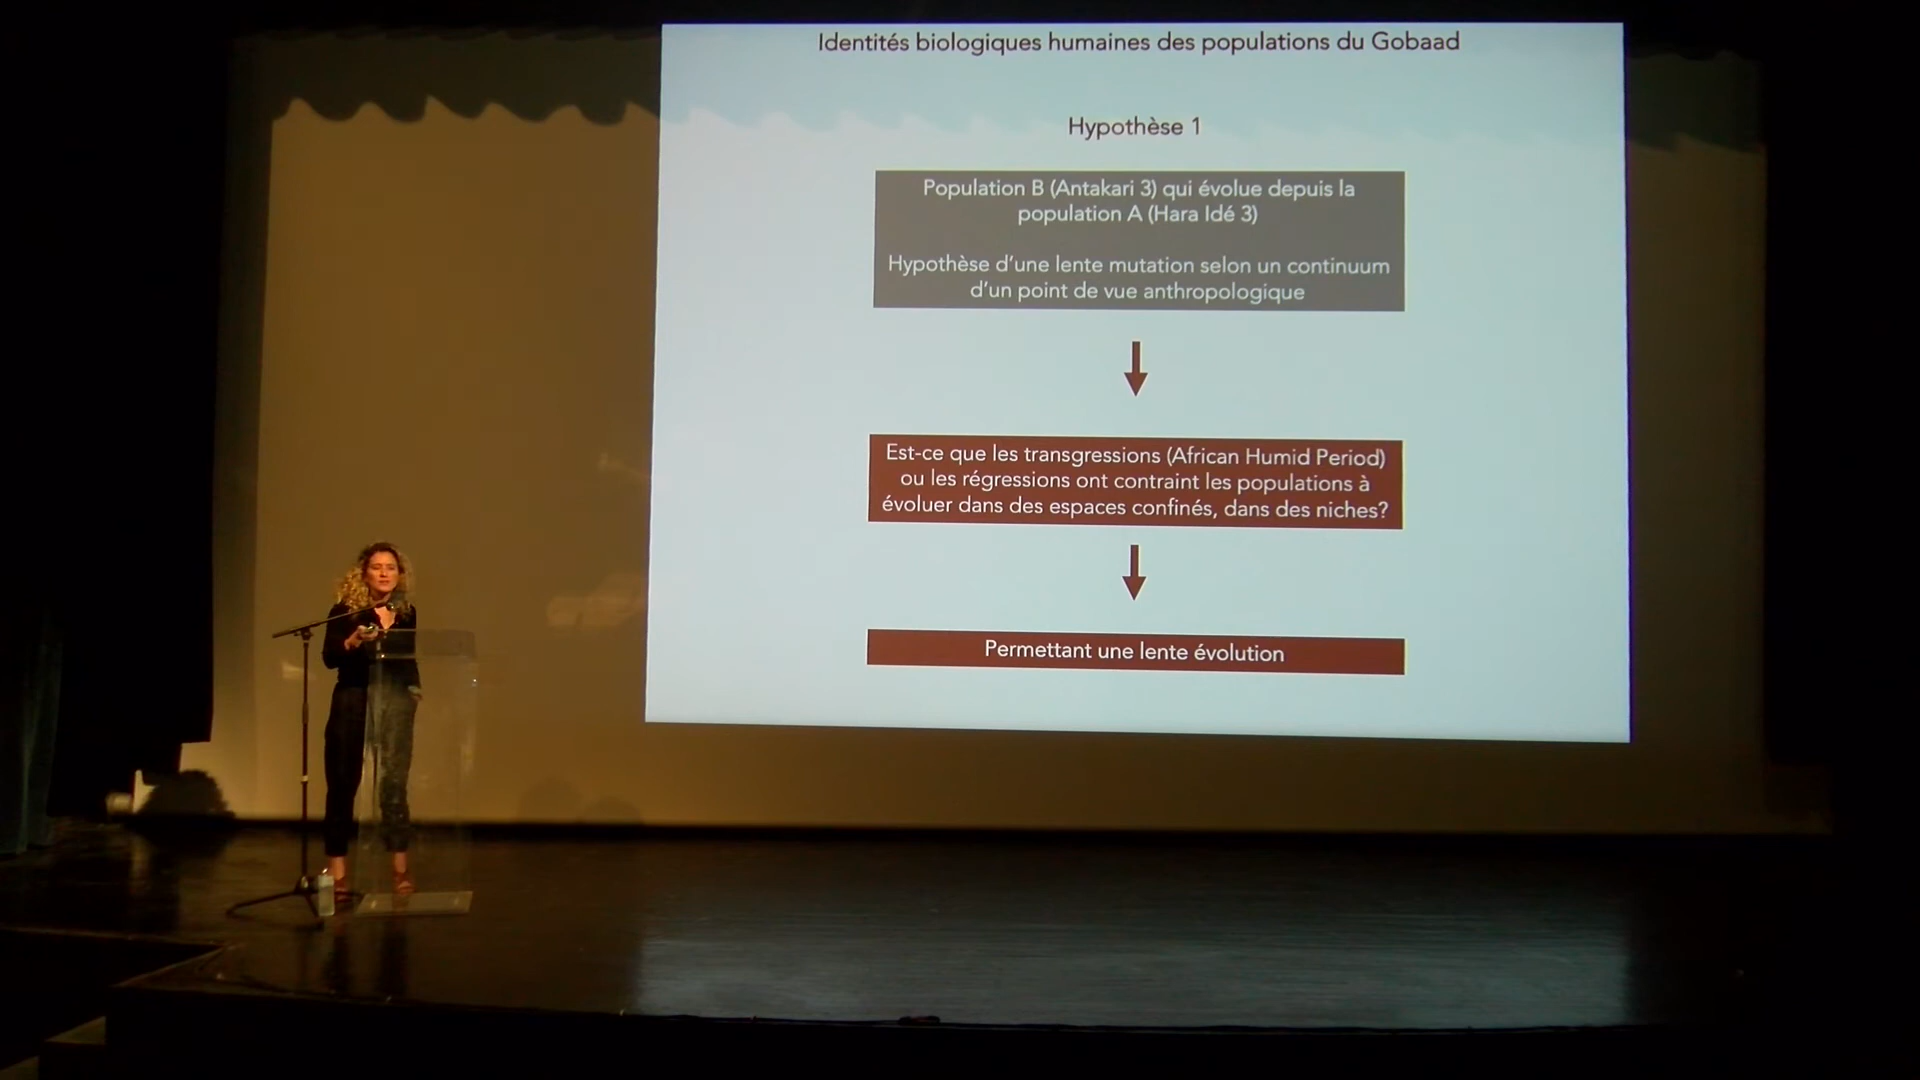 Identités biologiques humaines des populations du Gobaad
Hypothèse 1
Population B (Antakari 3) qui évolue depuis la
population A (Hara Idé 3)
Hypothèse d'une lente mutation selon un continuum
d'un point de vue anthropologique
Est-ce que les transgressions (African Humid Period)
ou les régressions ont contraint les populations à
évoluer dans des espaces confinés, dans des niches?
Permettant une lente évolution